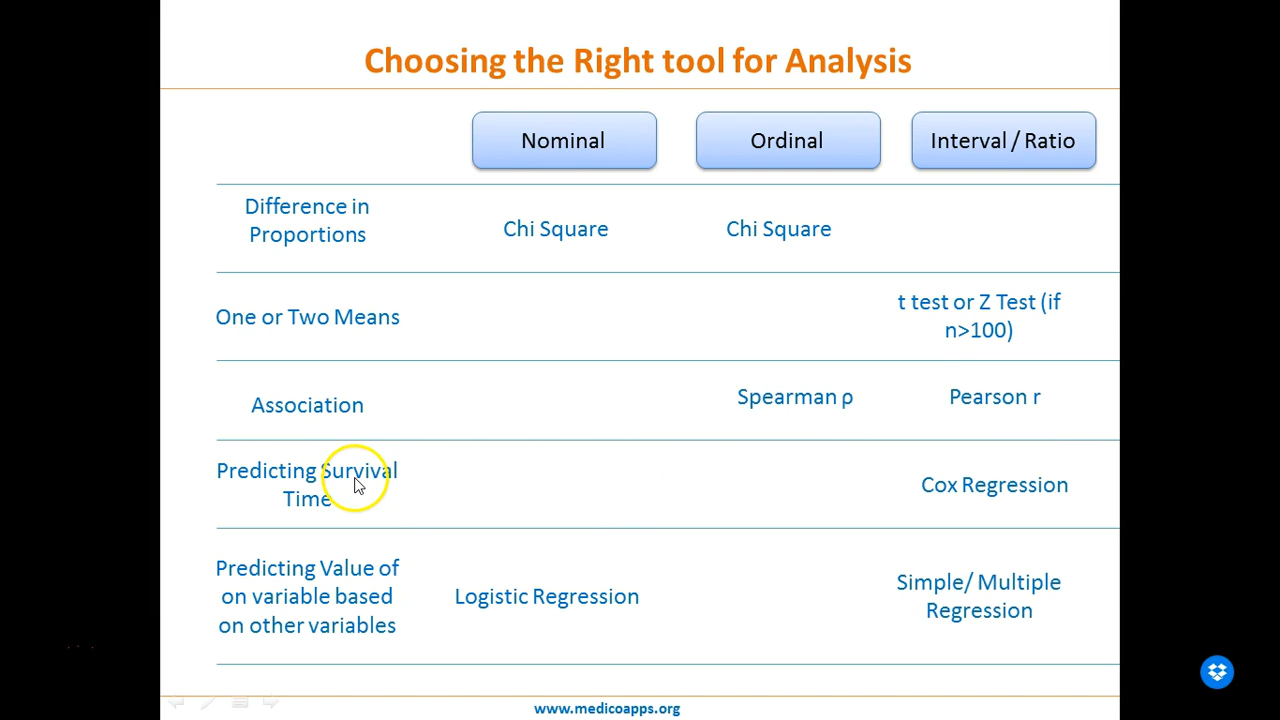 Choosing the Right tool for Analysis
Nominal
Ordinal
Interval / Ratio
Difference in
Proportions
Chi Square
Chi Square
One or Two Means
t test or Z Test (if
n>100)
Association
Spearman ρ
Pearson r
Predicting Survival
Time
Cox Regression
Predicting Value of
on variable based
on other variables
Logistic Regression
Simple/ Multiple
Regression
www.medicoapps.org